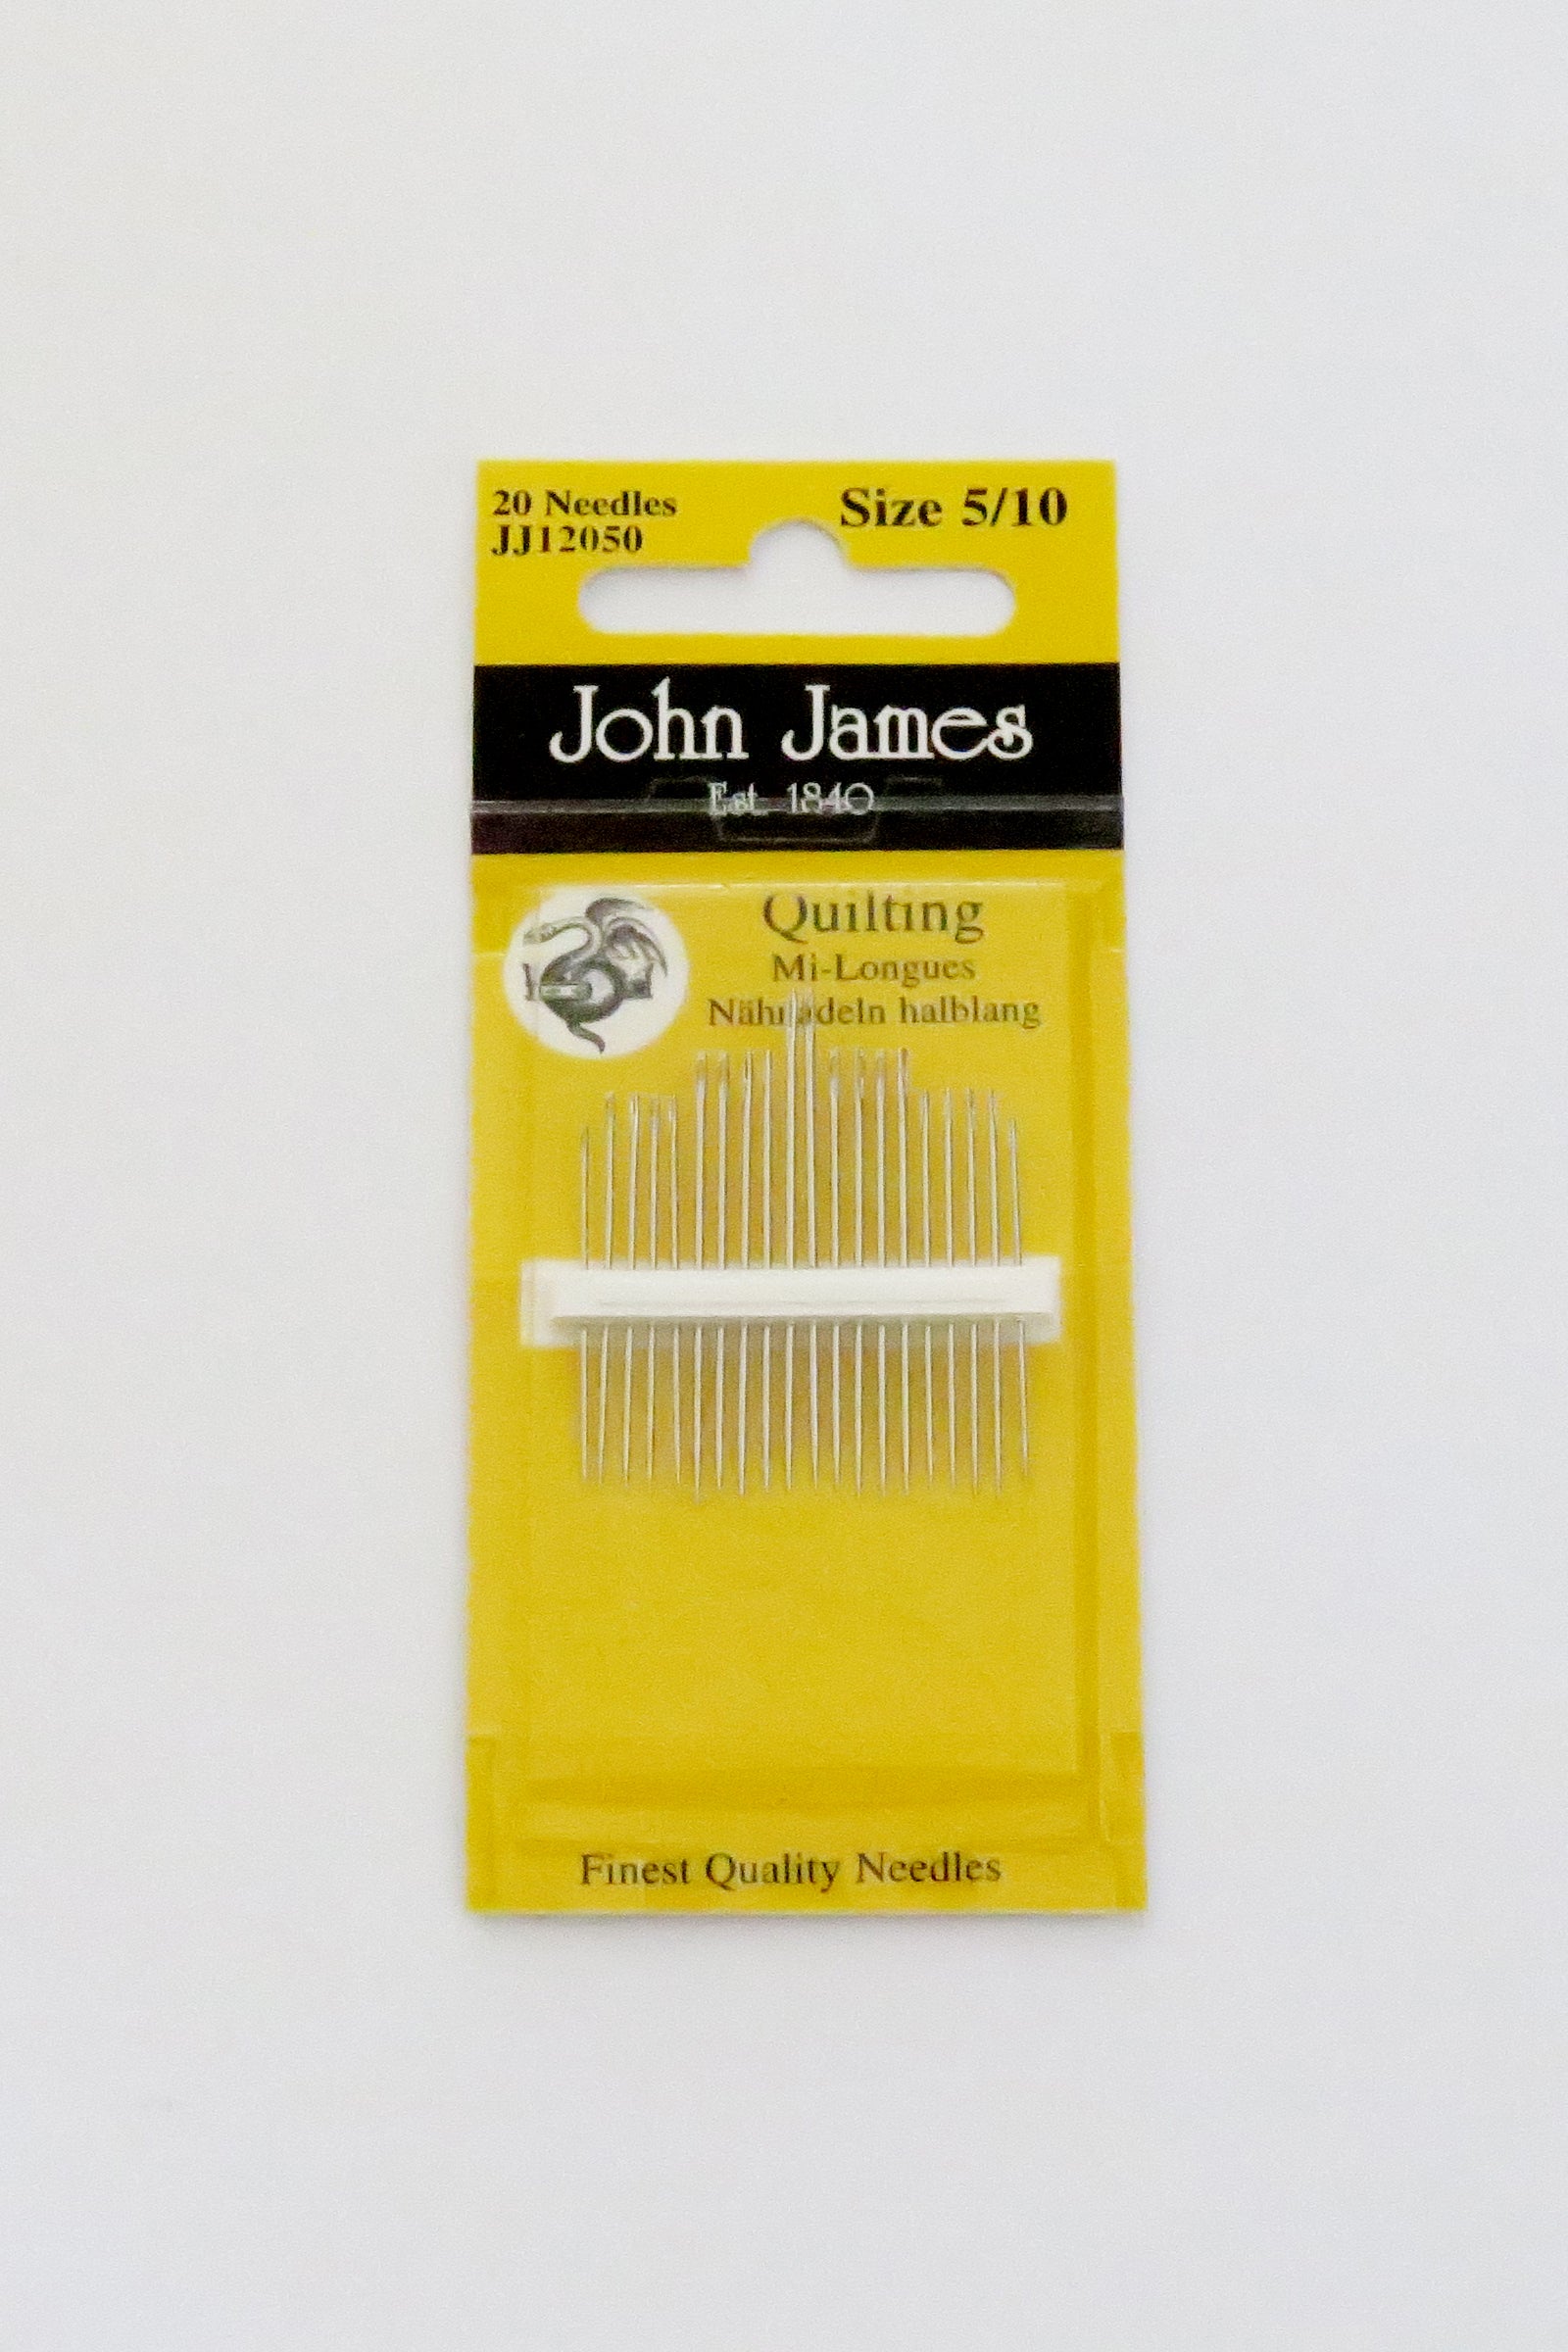 20 Needles
JJ12050
Size 5/10
John James
Est. 1840
Quilting
Mi-Longues
Nähnadeln halblang
Finest Quality Needles